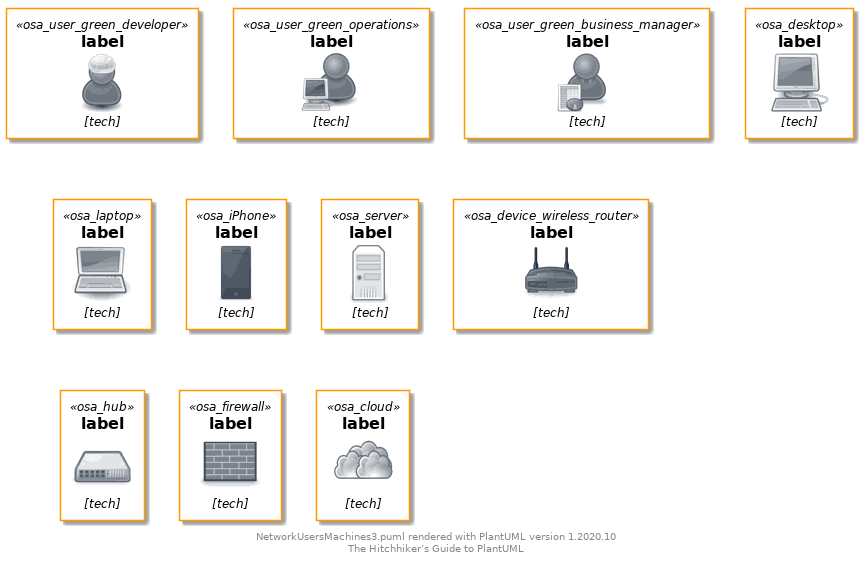 «osa_user_green_developer»
label
[tech]
«osa_user_green_operations»
label
[tech]
«osa_user_green_business_manager»
label
[tech]
«osa_desktop»
label
[tech]
«osa_laptop»
label
[tech]
«osa_iPhone»
label
[tech]
«osa_server»
label
[tech]
«osa_device_wireless_router»
label
[tech]
«osa_hub»
label
[tech]
«osa_firewall»
label
[tech]
«osa_cloud»
label
[tech]
NetworkUsersMachines3.puml rendered with PlantUML version 1.2020.10
The Hitchhiker's Guide to PlantUML